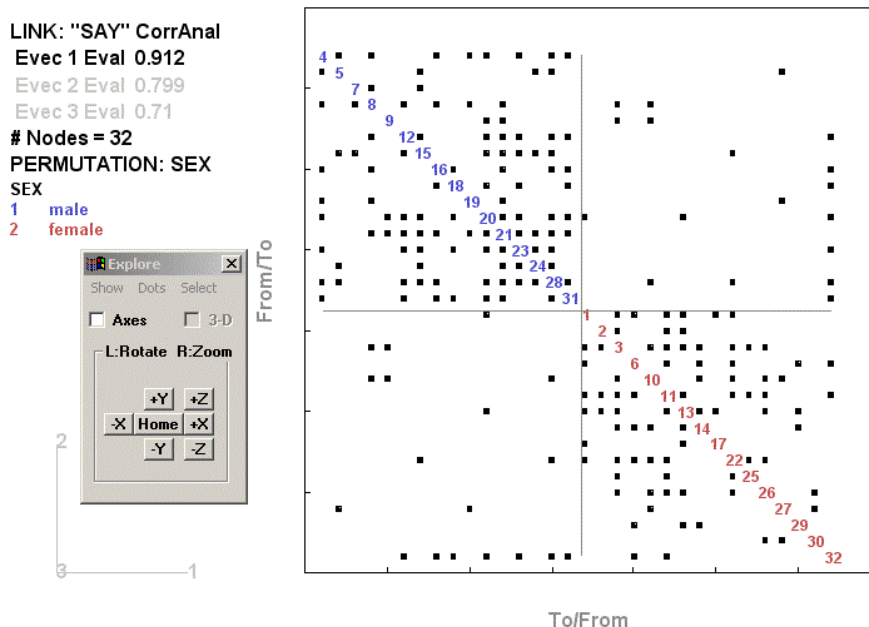 LINK: "SAY" CorrAnal
Evec 1 Eval 0.912
Evec 2 Eval 0.799
Evec 3 Eval 0.71
# Nodes = 32
PERMUTATION: SEX
SEX
1 male
2 female
Explore
Show Dots Select
Axes 3-D
L:Rotate R:Zoom
+Y +Z
-X Home +X
-Y -Z
2
3 1
From/To
4
5
7
8
9
12
15
16
18
19
20
21
23
24
28
31
1
2
3
6
10
11
13
14
17
22
25
26
27
29
30
32
To/From